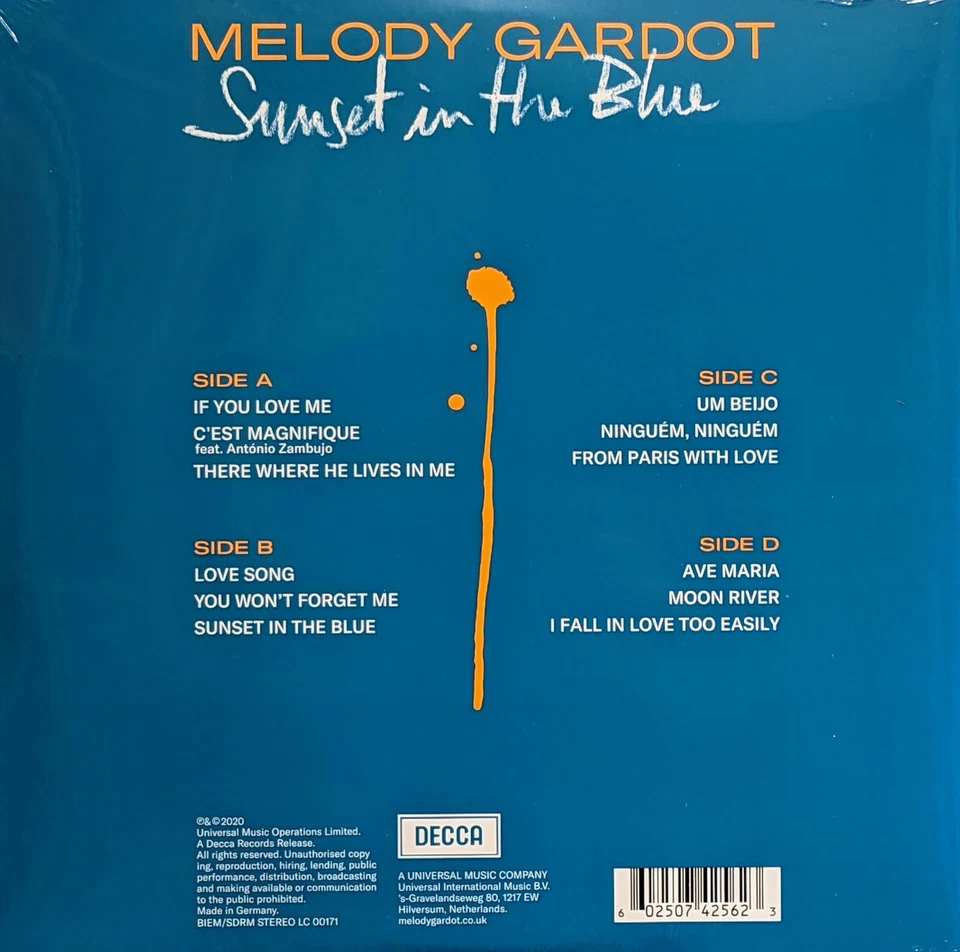 MELODY GARDOT
Sunset in the Blue
SIDE A
IF YOU LOVE ME
C'EST MAGNIFIQUE
feat. António Zambujo
THERE WHERE HE LIVES IN ME
SIDE B
LOVE SONG
YOU WON'T FORGET ME
SUNSET IN THE BLUE
SIDE C
UM BEIJO
NINGUÉM, NINGUÉM
FROM PARIS WITH LOVE
SIDE D
AVE MARIA
MOON RIVER
I FALL IN LOVE TOO EASILY
℗&©2020
Universal Music Operations Limited.
A Decca Records Release.
All rights reserved. Unauthorised copy
ing, reproduction, hiring, lending, public
performance, distribution, broadcasting
and making available or communication
to the public prohibited.
Made in Germany.
BIEM/SDRM STEREO LC 00171
DECCA
A UNIVERSAL MUSIC COMPANY
Universal International Music B.V.
's-Gravelandseweg 80, 1217 EW
Hilversum, Netherlands.
melodygardot.co.uk
6 02507 42562 3